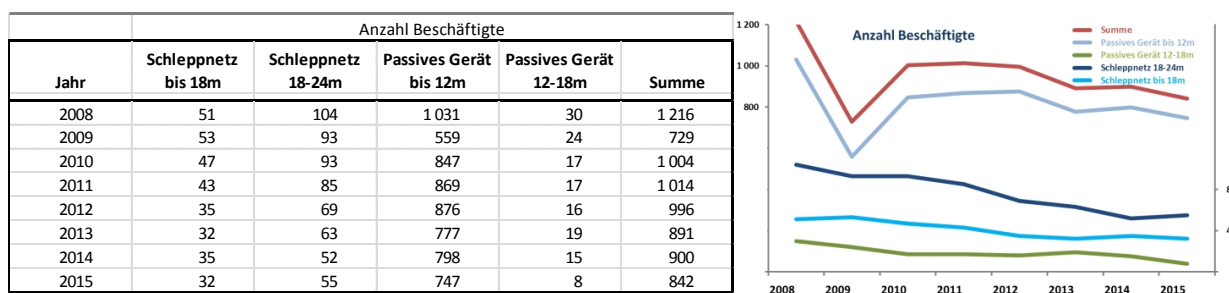 Anzahl Beschäftigte
Jahr Schleppnetz bis 18m Schleppnetz 18-24m Passives Gerät bis 12m Passives Gerät 12-18m Summe
2008 51 104 1 031 30 1 216
2009 53 93 559 24 729
2010 47 93 847 17 1 004
2011 43 85 869 17 1 014
2012 35 69 876 16 996
2013 32 63 777 19 891
2014 35 52 798 15 900
2015 32 55 747 8 842
Anzahl Beschäftigte
Summe
Passives Gerät bis 12m
Passives Gerät 12-18m
Schleppnetz 18-24m
Schleppnetz bis 18m
1 200
1 000
800
2008 2009 2010 2011 2012 2013 2014 2015